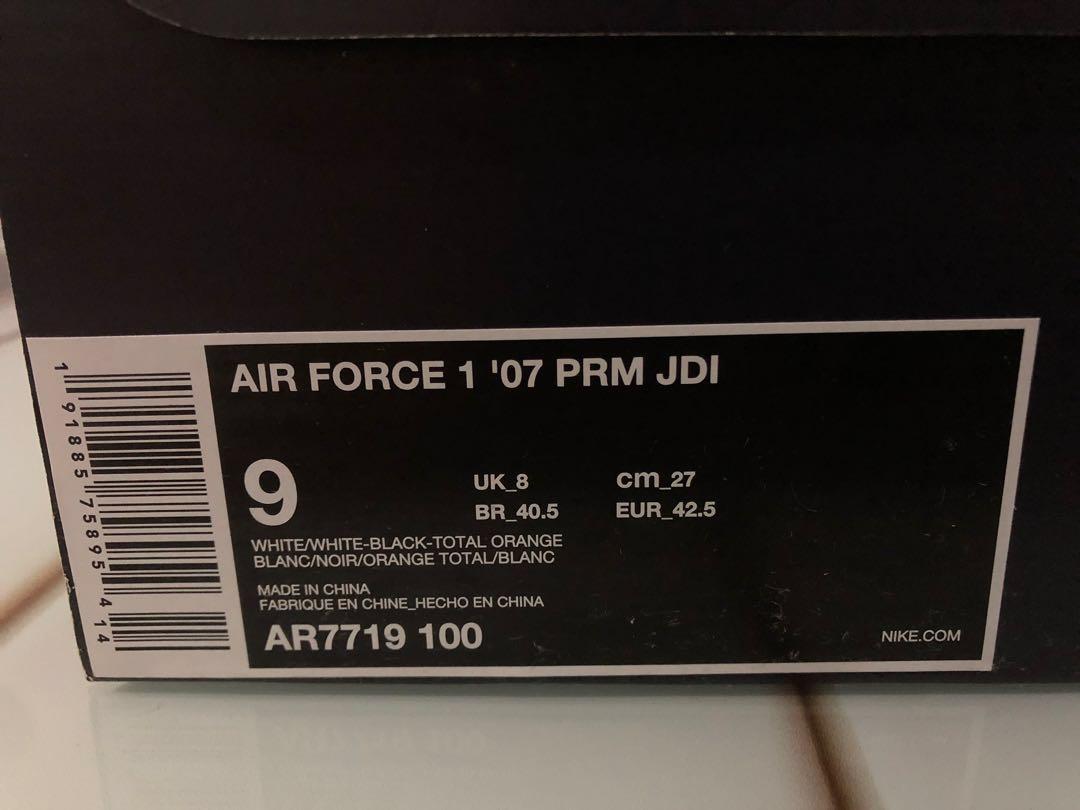 AIR FORCE 1 '07 PRM JDI
9
UK_8
cm_27
BR_40.5
EUR_42.5
WHITE/WHITE-BLACK-TOTAL ORANGE
BLANC/NOIR/ORANGE TOTAL/BLANC
MADE IN CHINA
FABRIQUE EN CHINE_HECHO EN CHINA
AR7719 100
NIKE.COM
1 91885 75895 4 14